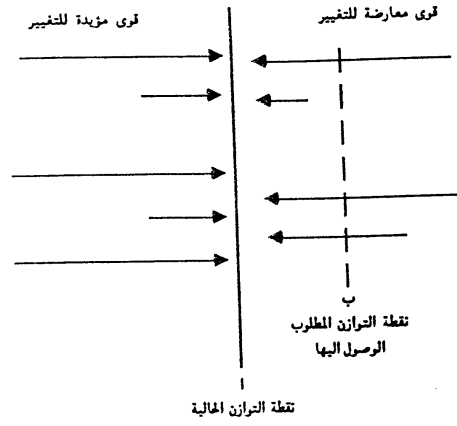 قوى معارضة للتغيير
قوى مؤيدة للتغيير
ب
نقطة التوازن المطلوب
الوصول اليها
ا
نقطة التوازن الحالية